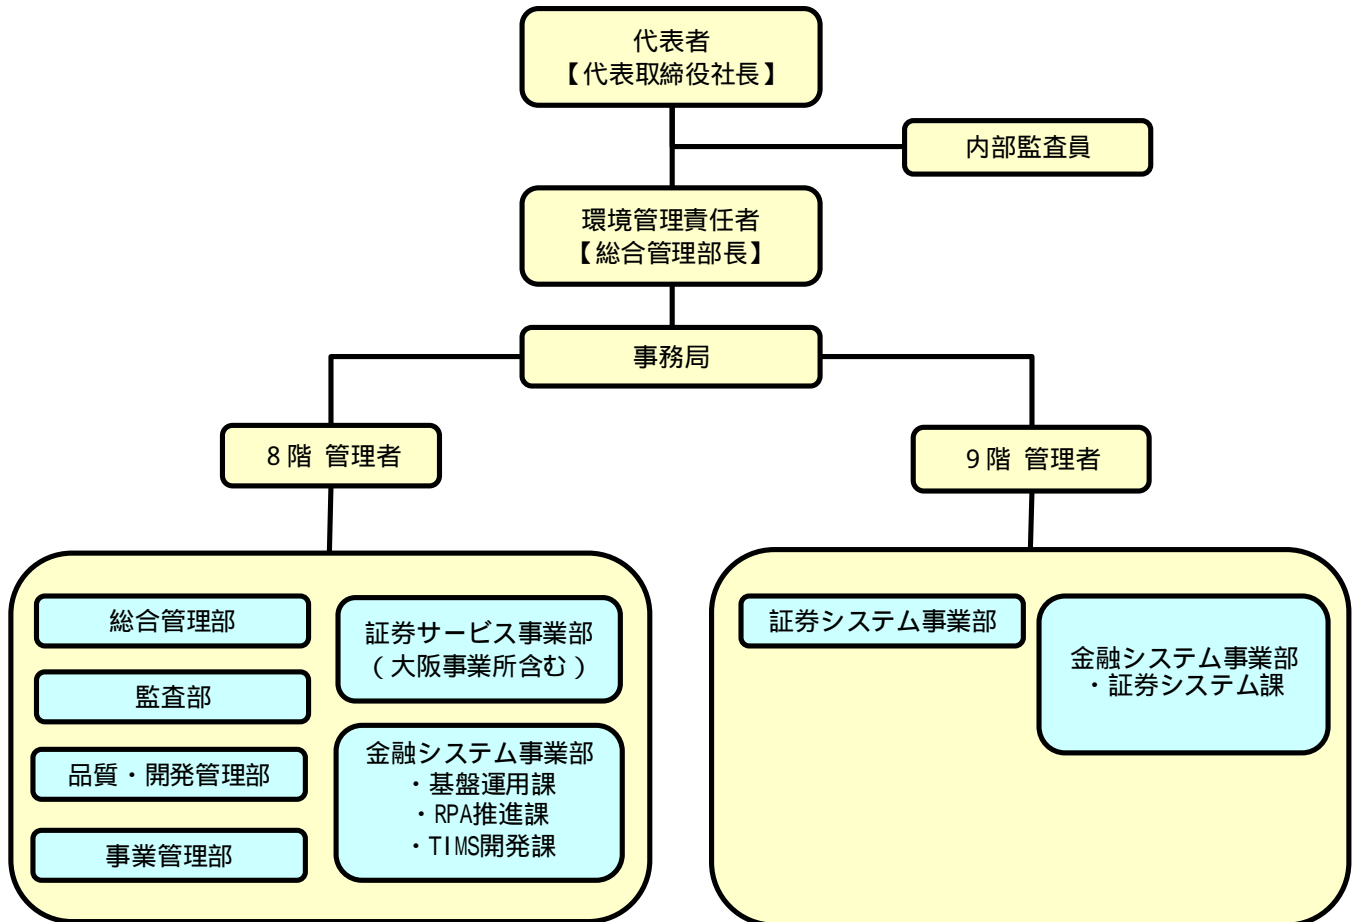 代表者
【代表取締役社長】
内部監査員
環境管理責任者
【総合管理部長】
事務局
8階 管理者
9階 管理者
総合管理部
監査部
品質・開発管理部
事業管理部
証券サービス事業部
(大阪事業所含む)
金融システム事業部
・基盤運用課
・RPA推進課
・TIMS開発課
証券システム事業部
金融システム事業部
・証券システム課